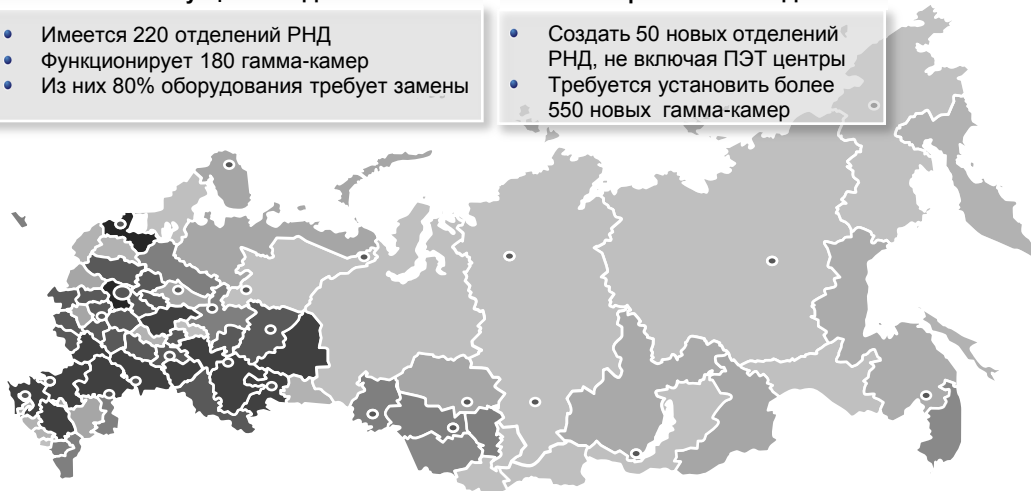 Имеется 220 отделений РНД
Функционирует 180 гамма-камер
Из них 80% оборудования требует замены
Создать 50 новых отделений
РНД, не включая ПЭТ центры
Требуется установить более
550 новых гамма-камер